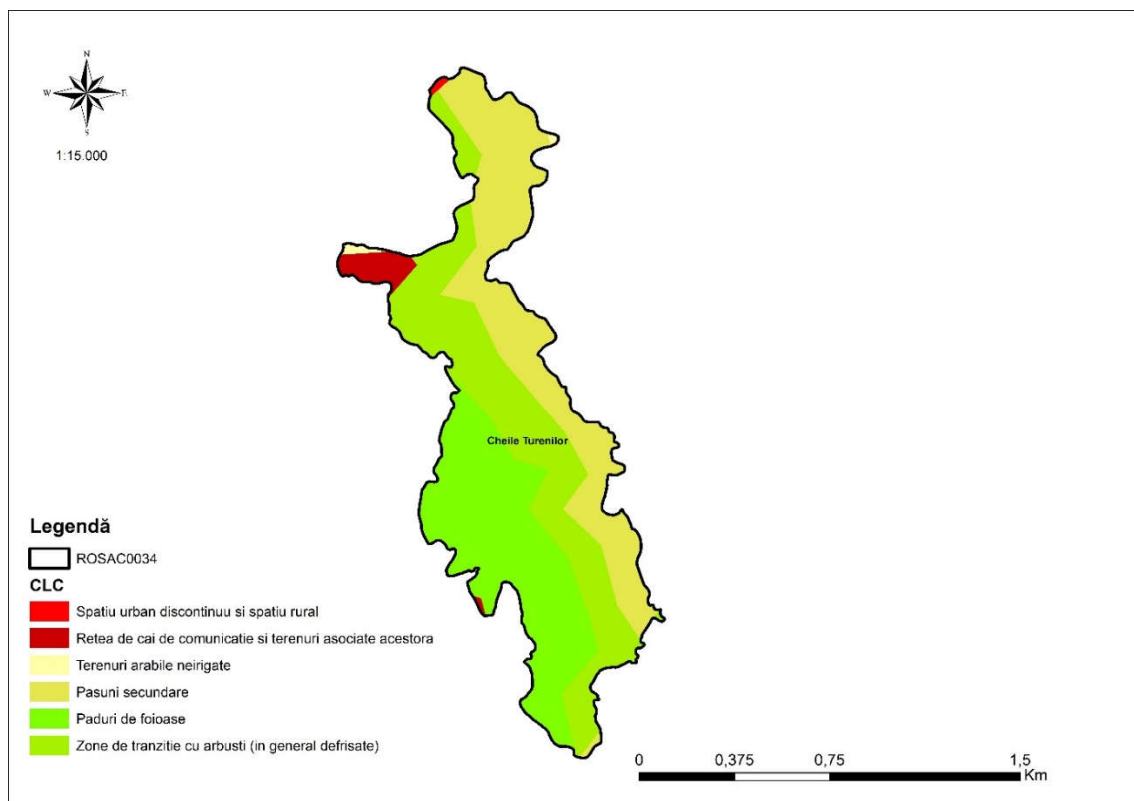 N
W E
S
1:15.000
Cheile Turenilor
Legendă
ROSAC0034
CLC
Spatiu urban discontinuu si spatiu rural
Retea de cai de comunicatie si terenuri asociate acestora
Terenuri arabile neirigate
Pasuni secundare
Paduri de foioase
Zone de tranzitie cu arbusti (in general defrisate)
0 0,375 0,75 1,5
Km